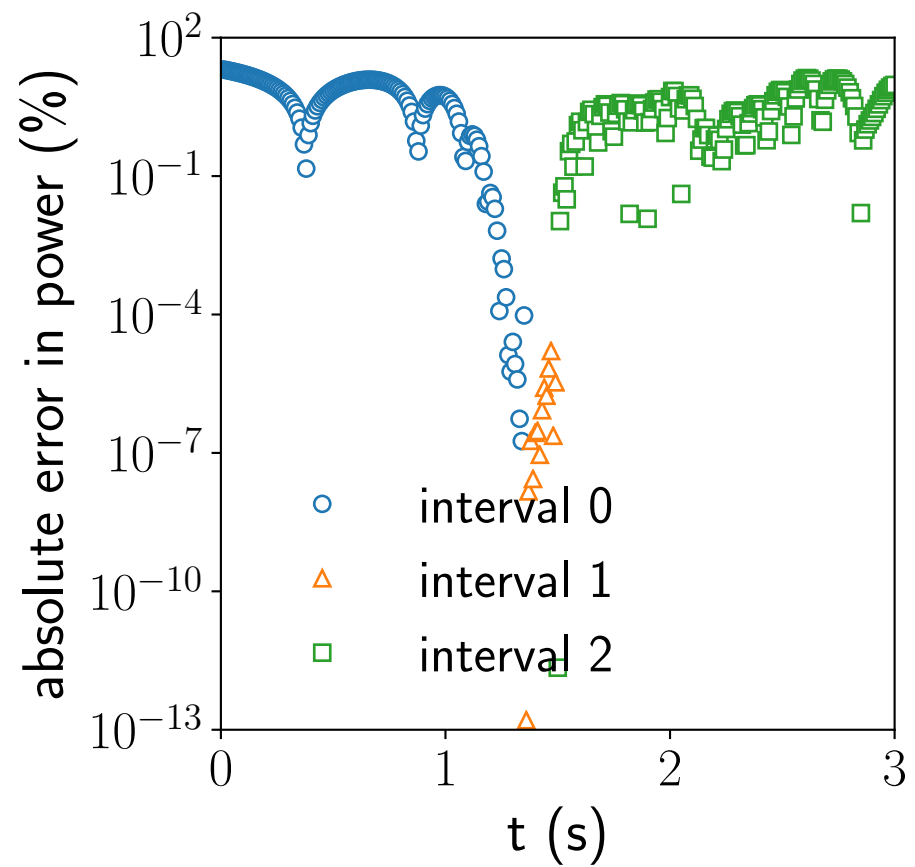 absolute error in power (%)
10^2
10^{-1}
10^{-4}
10^{-7}
10^{-10}
10^{-13}
interval 0
interval 1
interval 2
0 1 2 3
t (s)